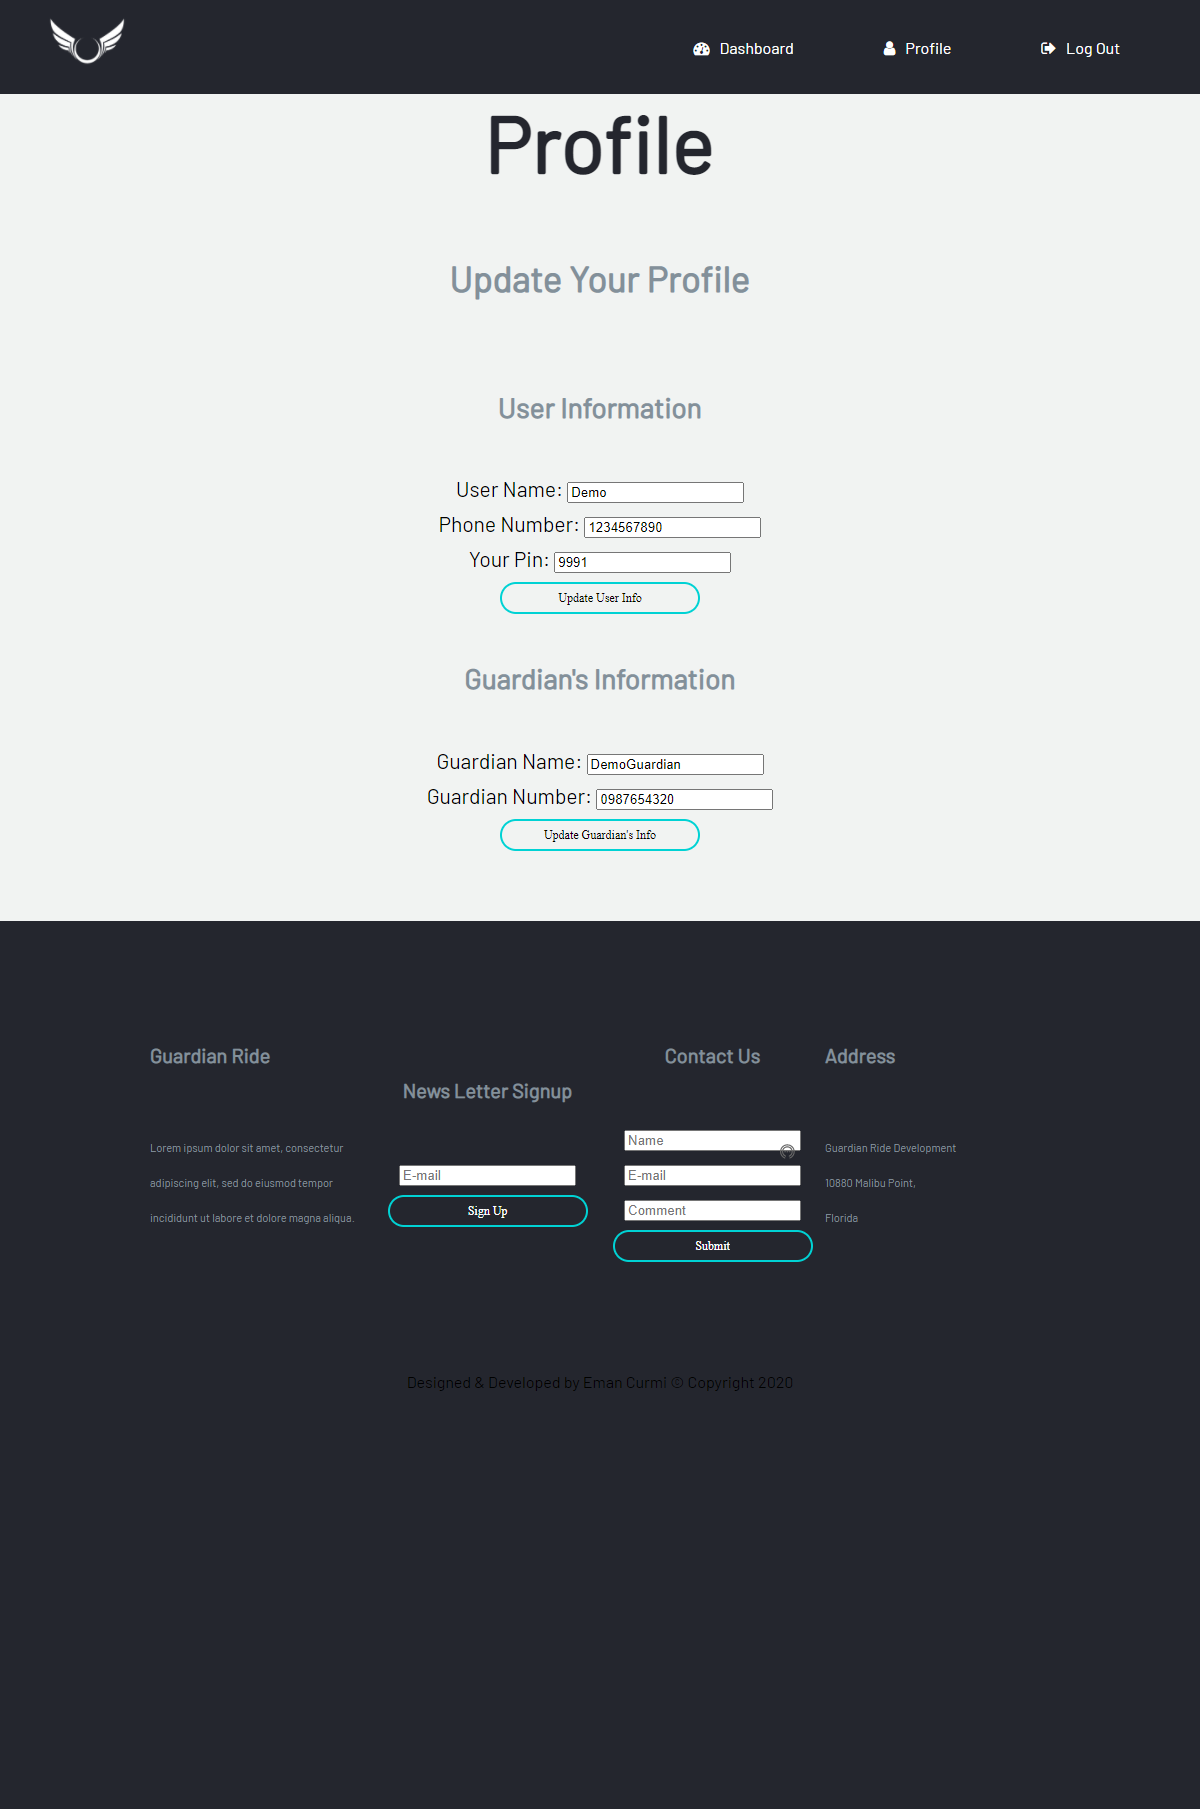 Dashboard
Profile
Log Out
Profile
Update Your Profile
User Information
User Name: Demo
Phone Number: 1234567890
Your Pin: 9991
Update User Info
Guardian's Information
Guardian Name: DemoGuardian
Guardian Number: 0987654320
Update Guardian's Info
Guardian Ride
Lorem ipsum dolor sit amet, consectetur
adipiscing elit, sed do eiusmod tempor
incididunt ut labore et dolore magna aliqua.
News Letter Signup
E-mail
Sign Up
Contact Us
Name
E-mail
Comment
Submit
Address
Guardian Ride Development
10880 Malibu Point,
Florida
Designed & Developed by Eman Curmi © Copyright 2020